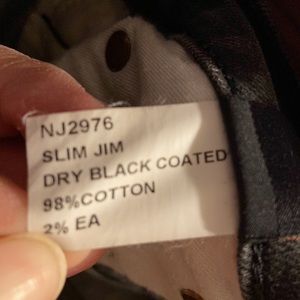 NJ2976
SLIM JIM
DRY BLACK COATED
98%COTTON
2% EA